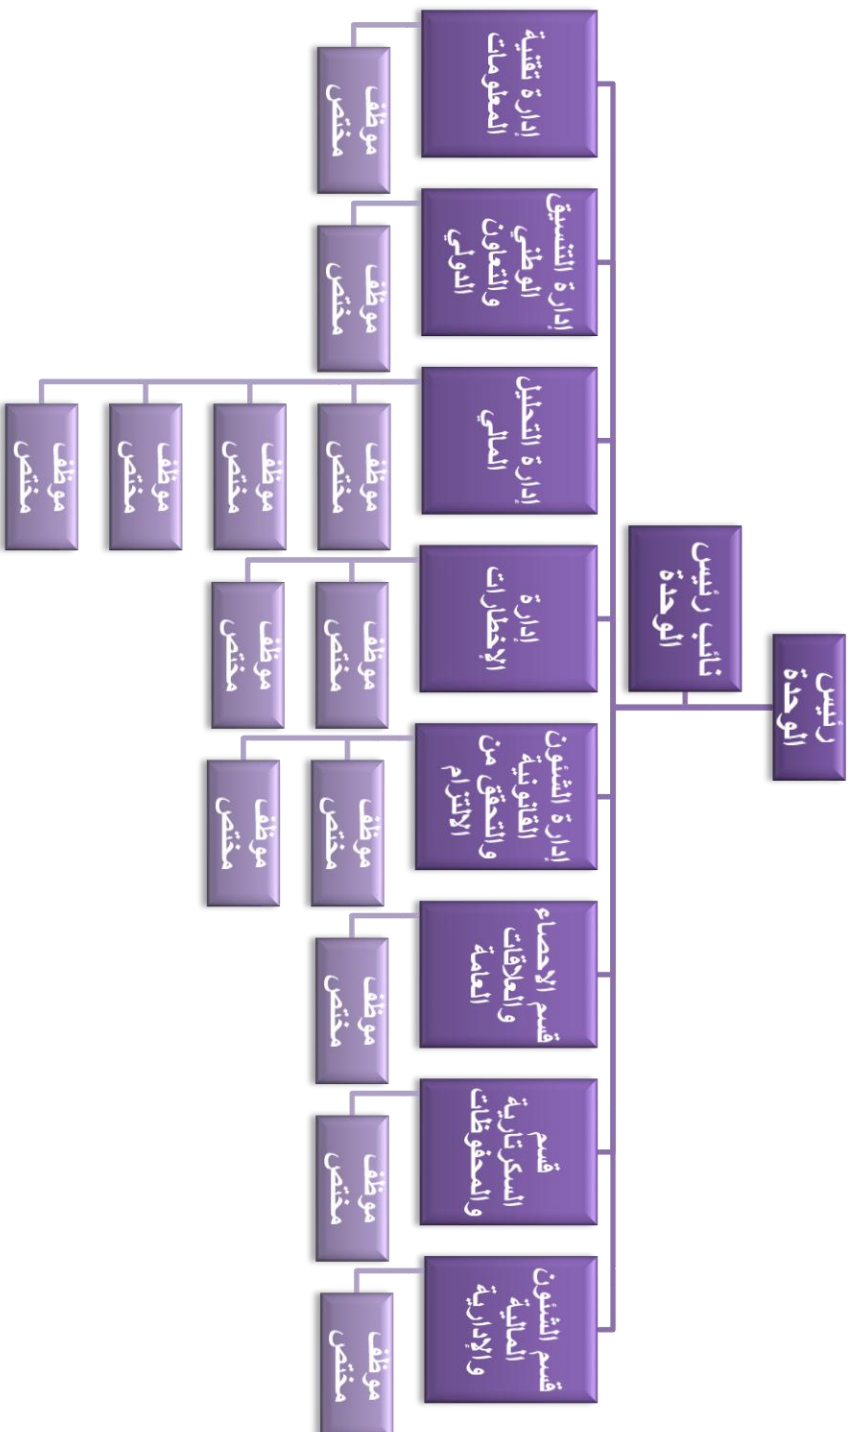 رئيس
الوحدة
نائب رئيس
الوحدة
إدارة تقنية
المعلومات
موظف
مختص
إدارة التنسيق
الوطني
والتعاون
الدولي
موظف
مختص
إدارة التحليل
المالي
موظف
مختص
موظف
مختص
موظف
مختص
موظف
مختص
إدارة
الإخطارات
موظف
مختص
موظف
مختص
إدارة الشئون
القانونية
والتحقق من
الالتزام
موظف
مختص
موظف
مختص
قسم الاحصاء
والعلاقات
العامة
موظف
مختص
قسم
السكرتارية
والمحفوظات
موظف
مختص
قسم الشئون
المالية
والإدارية
موظف
مختص